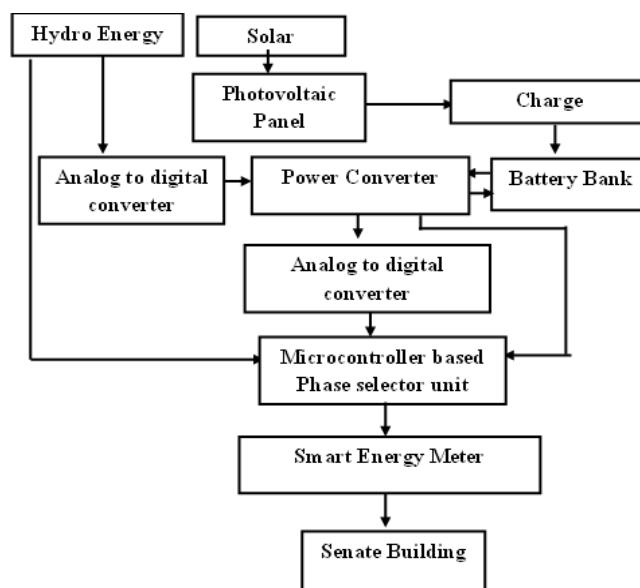 Hydro Energy
Solar
Photovoltaic
Panel
Charge
Analog to digital
converter
Power Converter
Battery Bank
Analog to digital
converter
Microcontroller based
Phase selector unit
Smart Energy Meter
Senate Building